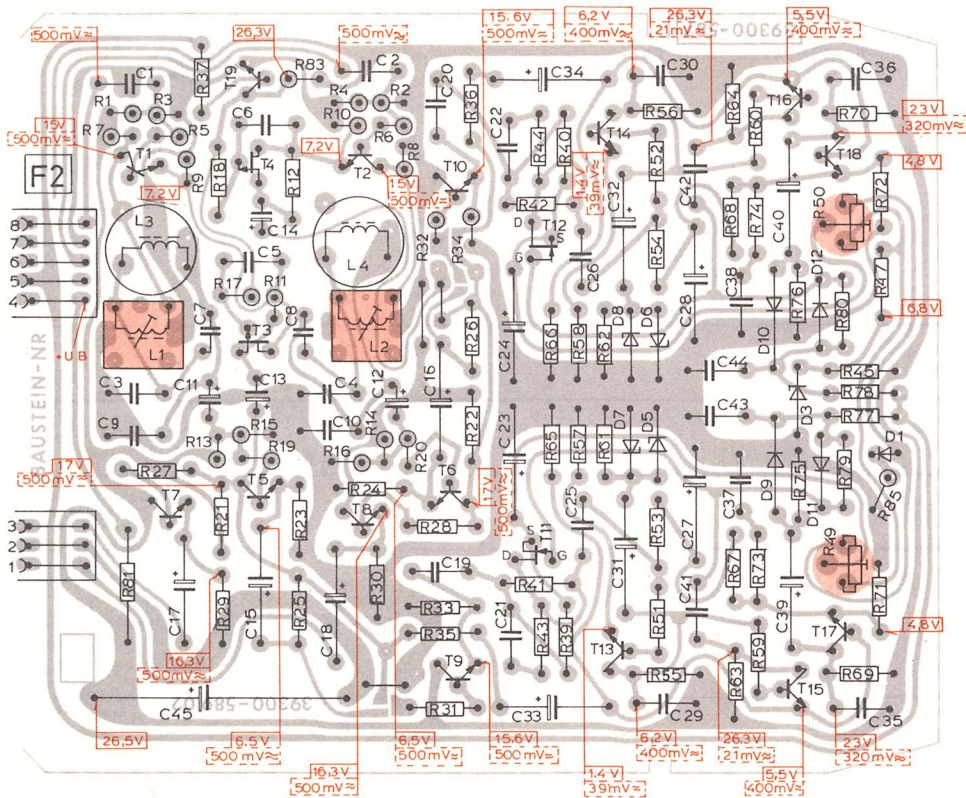 15.6V 6,2V 26,3V 5,5V
500mV≈ 26,3V 500mV≈ 500mV≈ 400mV≈ 21mV≈ 39300-589 400mV≈
C1 R37 T19 R83 C2 C20 R36 C34 C30 R64 R60 T16 C36
R1 R3 R4 R2 R56 R70 23V
15V R7 R5 C6 R10 R6 C22 R44 R40 T14 R52 C42 T18 320mV≈
500mV≈ T1 R9 R18 T4 R12 7,2V T2 R8 T10 1.4V 39mV≈ C32 4,8V
F2 7,2V C14 15V 500mV≈ R42 R68 R74 C40 R50 R72
8 L3 L4 R32 R34 D T12 S G C26 R54
7
6 C5 C38 D12 R47
5 R17 R11 C28 R76
4 C7 T3 C8 R26 C24 R66 R58 R62 D8 D6 D10 R80 6,8V
+UB L1 L2
BAUSTEIN-NR
C3 C11 C13 C4 C12 C16 C44 R45
R78
C9 R15 C10 R14 R22 C23 C43 D3 R77
R13 R19 R16 R20 R65 R57 R61 D7 D5 D1
17V R27 T6 17V D9 R75 D11 R79
500mV≈ T7 R21 T5 R23 R24 T8 500mV≈ C25 R53 C27 C37 R85
R28
3 S T11 R49
2 D G
1 R81 C17 R29 C15 R25 C18 R30 C19 R41 C31 C41 R67 R73 C39 R71
R33 C21 R43 R39 R51
R35 R59 T17 4,8V
16,3V T9 T13 R55 R63 T15 R69
500mV≈
C45 39300-589.02 R31 C33 C29 C35
26,5V 6,5V 6,5V 15.6V 6,2V 26,3V 23V
500mV≈ 16,3V 500mV≈ 500mV≈ 400mV≈ 21mV≈ 320mV≈
500mV≈ 1.4V 5,5V
39mV≈ 400mV≈